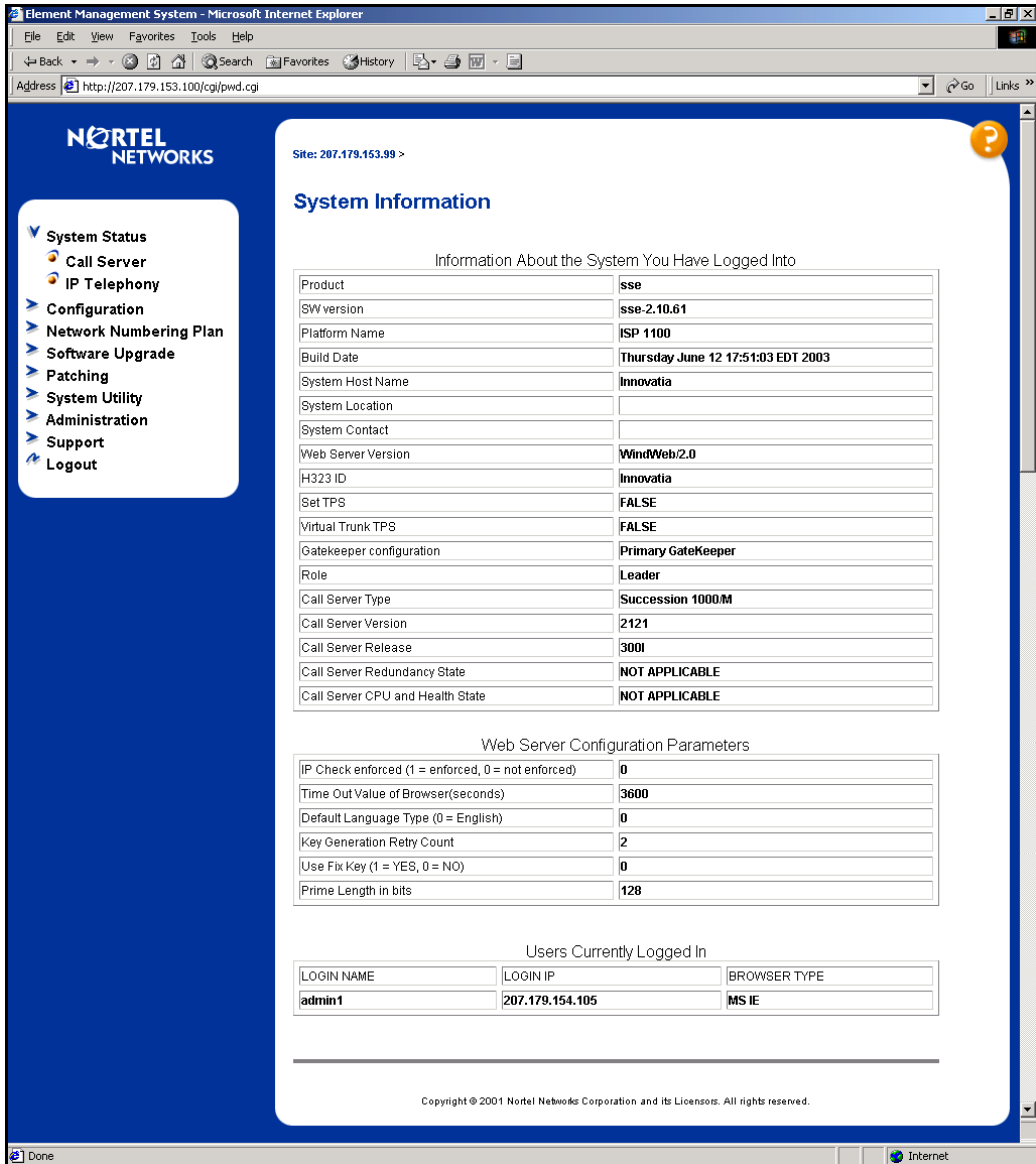 Element Management System - Microsoft Internet Explorer
File Edit View Favorites Tools Help
Back Search Favorites History
Address http://207.179.153.100/cgi/pwd.cgi Go Links »
NORTEL
NETWORKS
System Status
Call Server
IP Telephony
Configuration
Network Numbering Plan
Software Upgrade
Patching
System Utility
Administration
Support
Logout
?
Site: 207.179.153.99 >
System Information
Information About the System You Have Logged Into
Product sse
SW version sse-2.10.61
Platform Name ISP 1100
Build Date Thursday June 12 17:51:03 EDT 2003
System Host Name Innovatia
System Location
System Contact
Web Server Version WindWeb/2.0
H323 ID Innovatia
Set TPS FALSE
Virtual Trunk TPS FALSE
Gatekeeper configuration Primary GateKeeper
Role Leader
Call Server Type Succession 1000/M
Call Server Version 2121
Call Server Release 300I
Call Server Redundancy State NOT APPLICABLE
Call Server CPU and Health State NOT APPLICABLE
Web Server Configuration Parameters
IP Check enforced (1 = enforced, 0 = not enforced) 0
Time Out Value of Browser(seconds) 3600
Default Language Type (0 = English) 0
Key Generation Retry Count 2
Use Fix Key (1 = YES, 0 = NO) 0
Prime Length in bits 128
Users Currently Logged In
LOGIN NAME LOGIN IP BROWSER TYPE
admin1 207.179.154.105 MS IE
Copyright © 2001 Nortel Networks Corporation and its Licensors. All rights reserved.
Done Internet